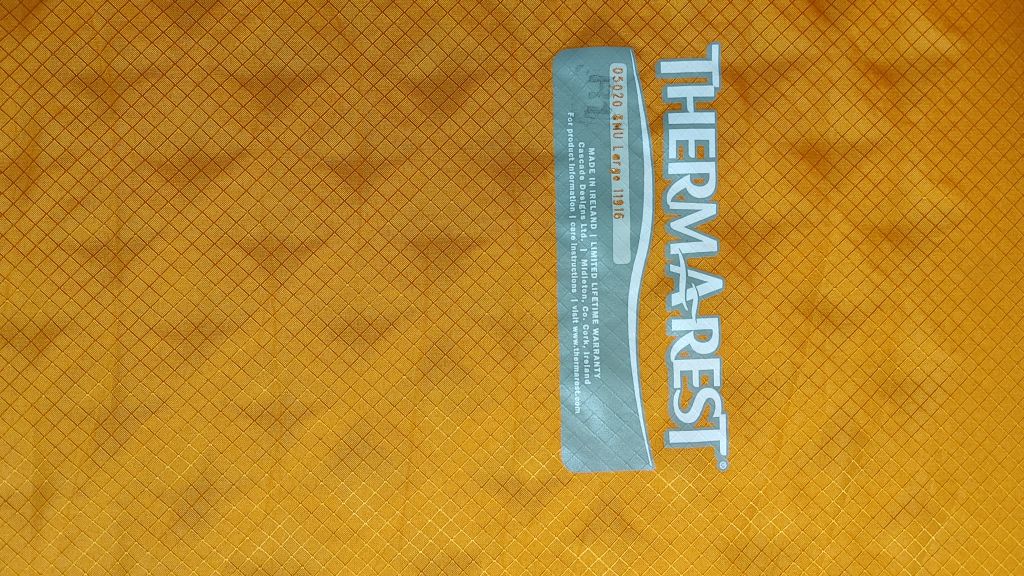 THERMAREST®
05020 SMU Large 11916
MADE IN IRELAND | LIMITED LIFETIME WARRANTY
Cascade Designs Ltd. | Midleton, Co. Cork, Ireland
For product information | care instructions | visit www.thermarest.com